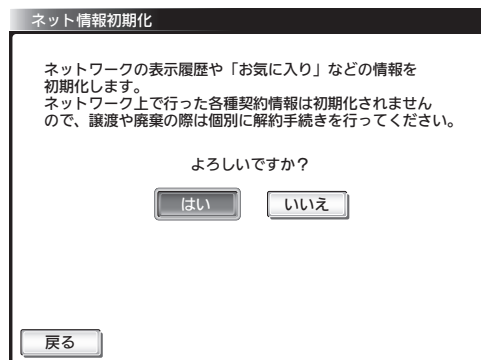 ネット情報初期化
ネットワークの表示履歴や「お気に入り」などの情報を
初期化します。
ネットワーク上で行った各種契約情報は初期化されません
ので、譲渡や廃棄の際は個別に解約手続きを行ってください。
よろしいですか？
はい いいえ
戻る